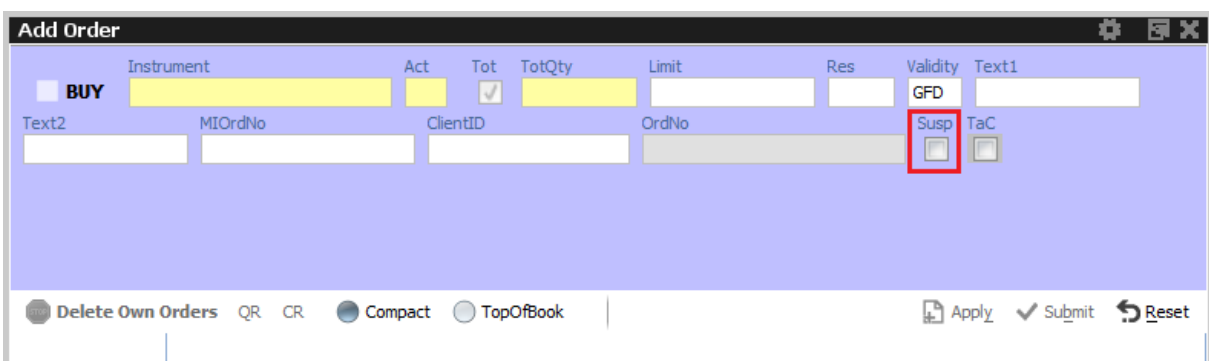 Add Order
Instrument Act Tot TotQty Limit Res Validity Text1
BUY GFD
Text2 MIOrdNo ClientID OrdNo Susp TaC
STOP Delete Own Orders QR CR Compact TopOfBook Apply Submit Reset